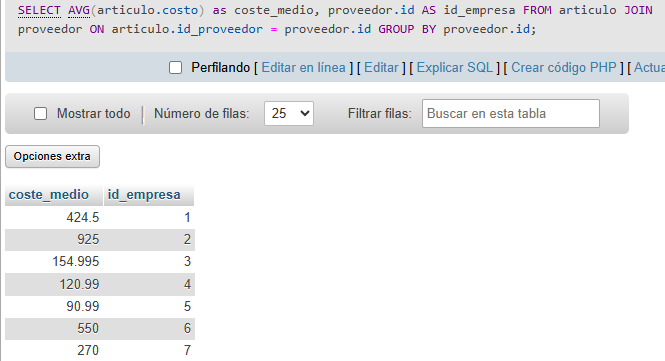 SELECT AVG(articulo.costo) as coste_medio, proveedor.id AS id_empresa FROM articulo JOIN
proveedor ON articulo.id_proveedor = proveedor.id GROUP BY proveedor.id;
Perfilando [ Editar en línea ] [ Editar ] [ Explicar SQL ] [ Crear código PHP ] [ Actua
Mostrar todo Número de filas: 25 Filtrar filas: Buscar en esta tabla
Opciones extra
coste_medio id_empresa
424.5 1
925 2
154.995 3
120.99 4
90.99 5
550 6
270 7